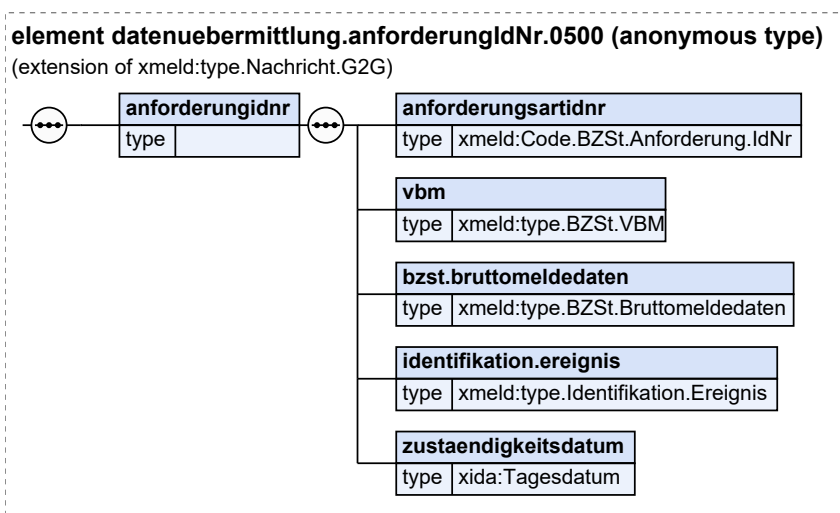 element datenuebermittlung.anforderungIdNr.0500 (anonymous type)
(extension of xmeld:type.Nachricht.G2G)
anforderungidnr
type
anforderungsartidnr
type xmeld:Code.BZSt.Anforderung.IdNr
vbm
type xmeld:type.BZSt.VBM
bzst.bruttomeldedaten
type xmeld:type.BZSt.Bruttomeldedaten
identifikation.ereignis
type xmeld:type.Identifikation.Ereignis
zustaendigkeitsdatum
type xida:Tagesdatum